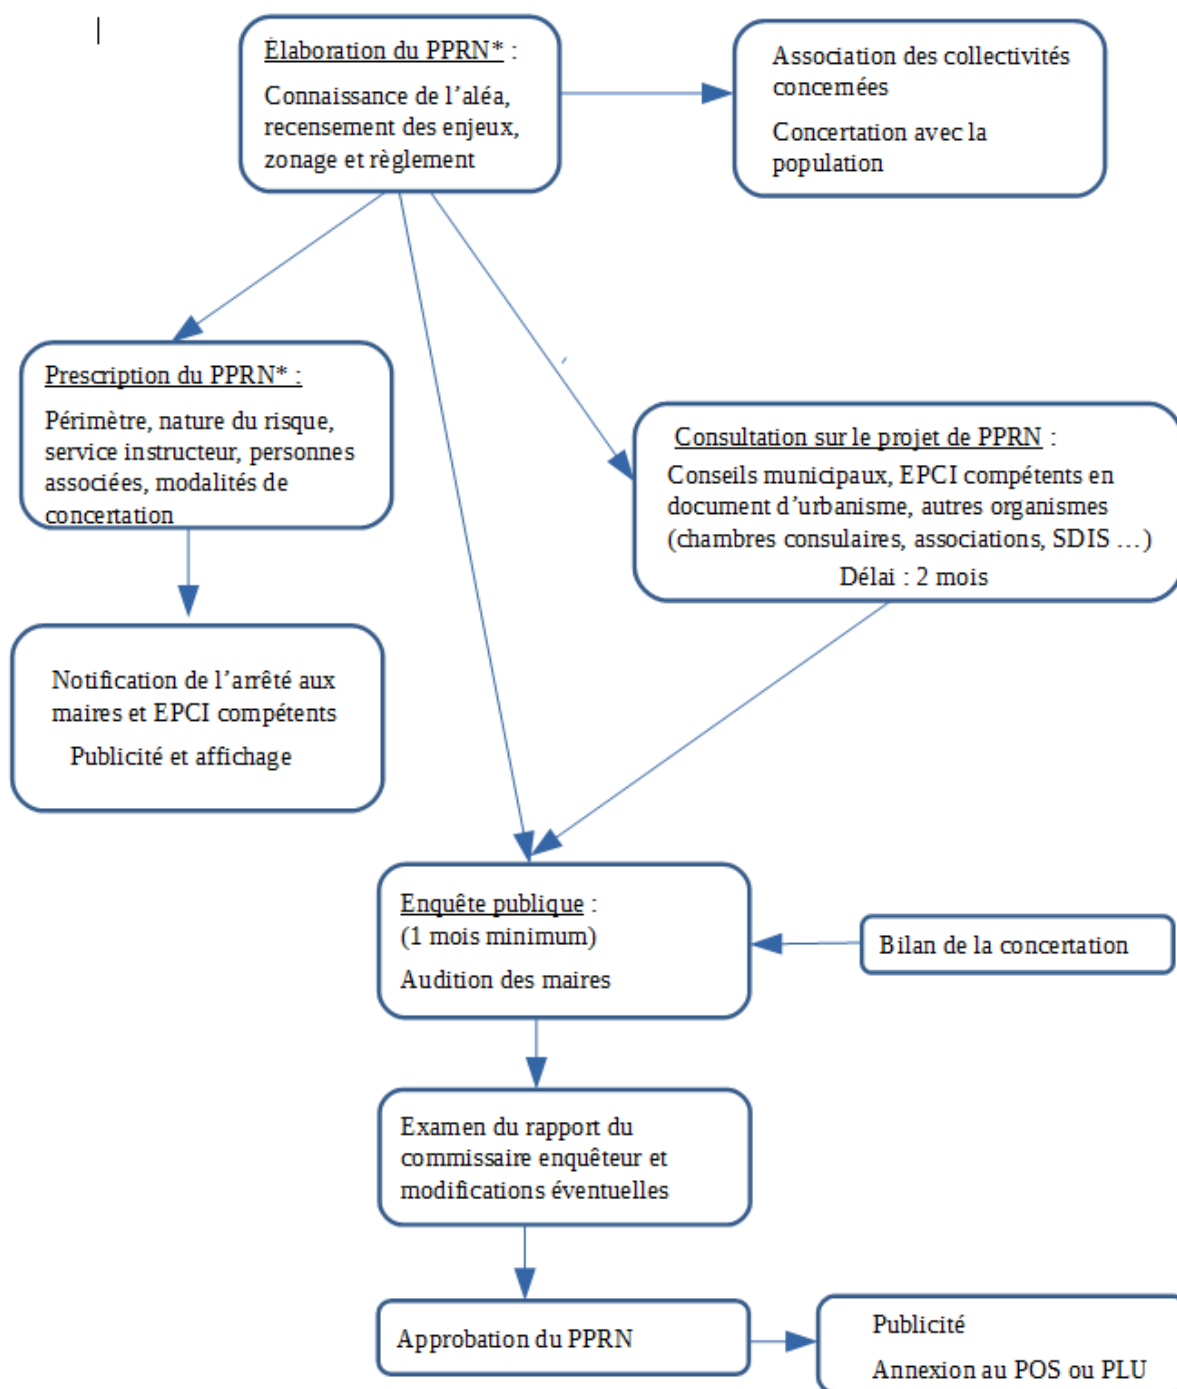 Élaboration du PPRN* :
Connaissance de l’aléa,
recensement des enjeux,
zonage et règlement
Association des collectivités
concernées
Concertation avec la
population
Prescription du PPRN* :
Périmètre, nature du risque,
service instructeur, personnes
associées, modalités de
concertation
Consultation sur le projet de PPRN :
Conseils municipaux, EPCI compétents en
document d’urbanisme, autres organismes
(chambres consulaires, associations, SDIS …)
Délai : 2 mois
Notification de l’arrêté aux
maires et EPCI compétents
Publicité et affichage
Enquête publique :
(1 mois minimum)
Audition des maires
Bilan de la concertation
Examen du rapport du
commissaire enquêteur et
modifications éventuelles
Approbation du PPRN
Publicité
Annexion au POS ou PLU